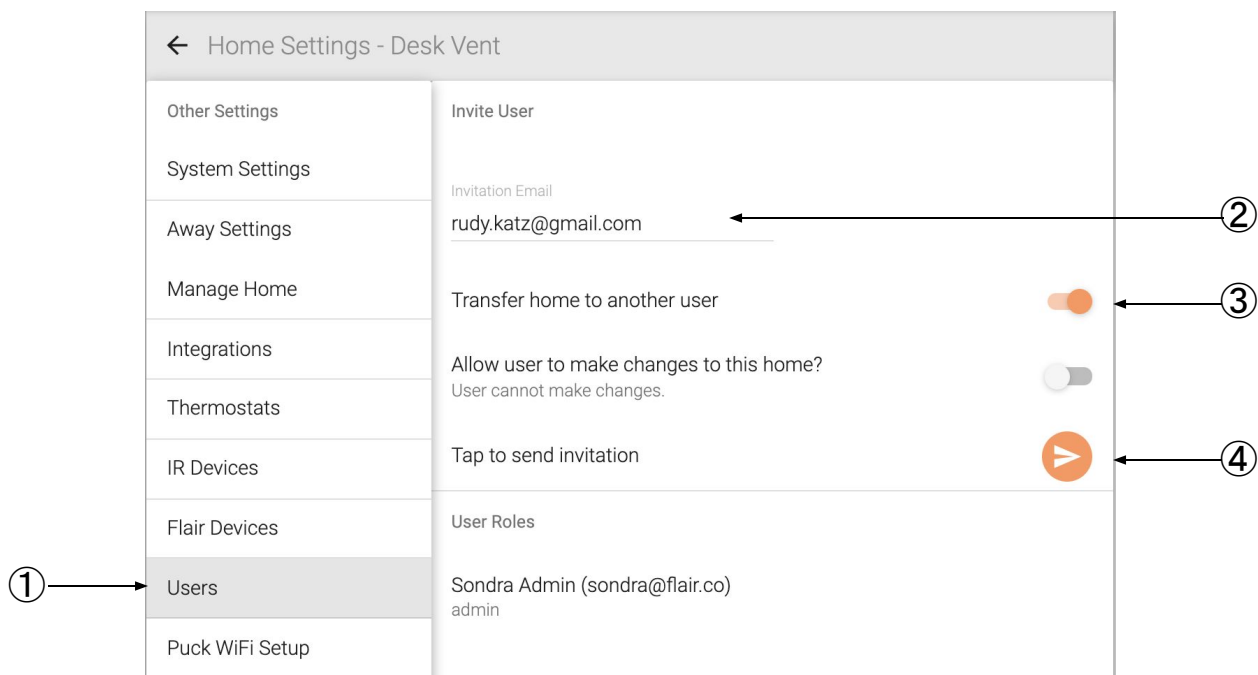 Home Settings - Desk Vent
Other Settings
System Settings
Away Settings
Manage Home
Integrations
Thermostats
IR Devices
Flair Devices
① Users
Puck WiFi Setup
Invite User
Invitation Email
rudy.katz@gmail.com ②
Transfer home to another user ③
Allow user to make changes to this home?
User cannot make changes.
Tap to send invitation ④
User Roles
Sondra Admin (sondra@flair.co)
admin